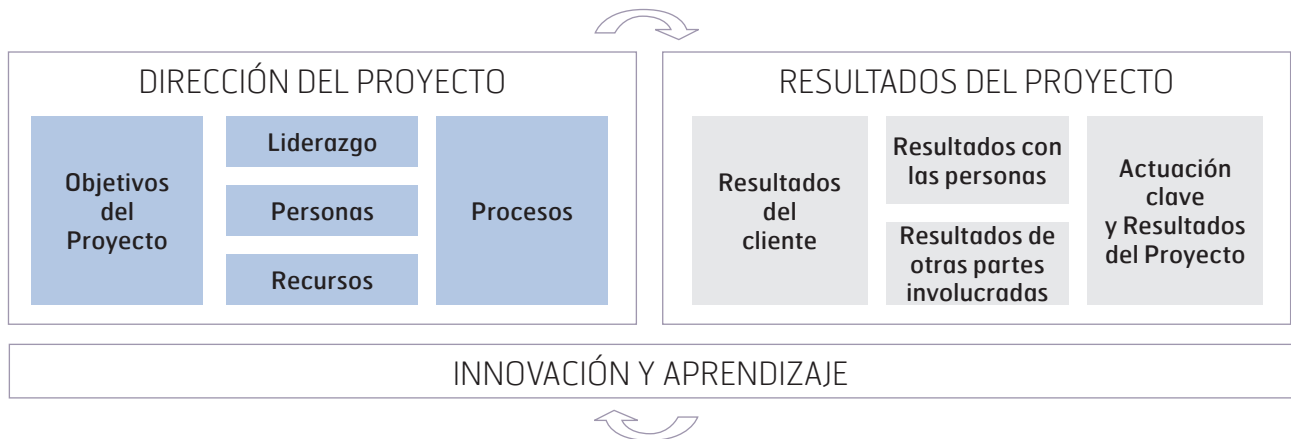 DIRECCIÓN DEL PROYECTO
Objetivos
del
Proyecto
Liderazgo
Personas
Recursos
Procesos
RESULTADOS DEL PROYECTO
Resultados
del
cliente
Resultados con
las personas
Resultados de
otras partes
involucradas
Actuación
clave
y Resultados
del Proyecto
INNOVACIÓN Y APRENDIZAJE